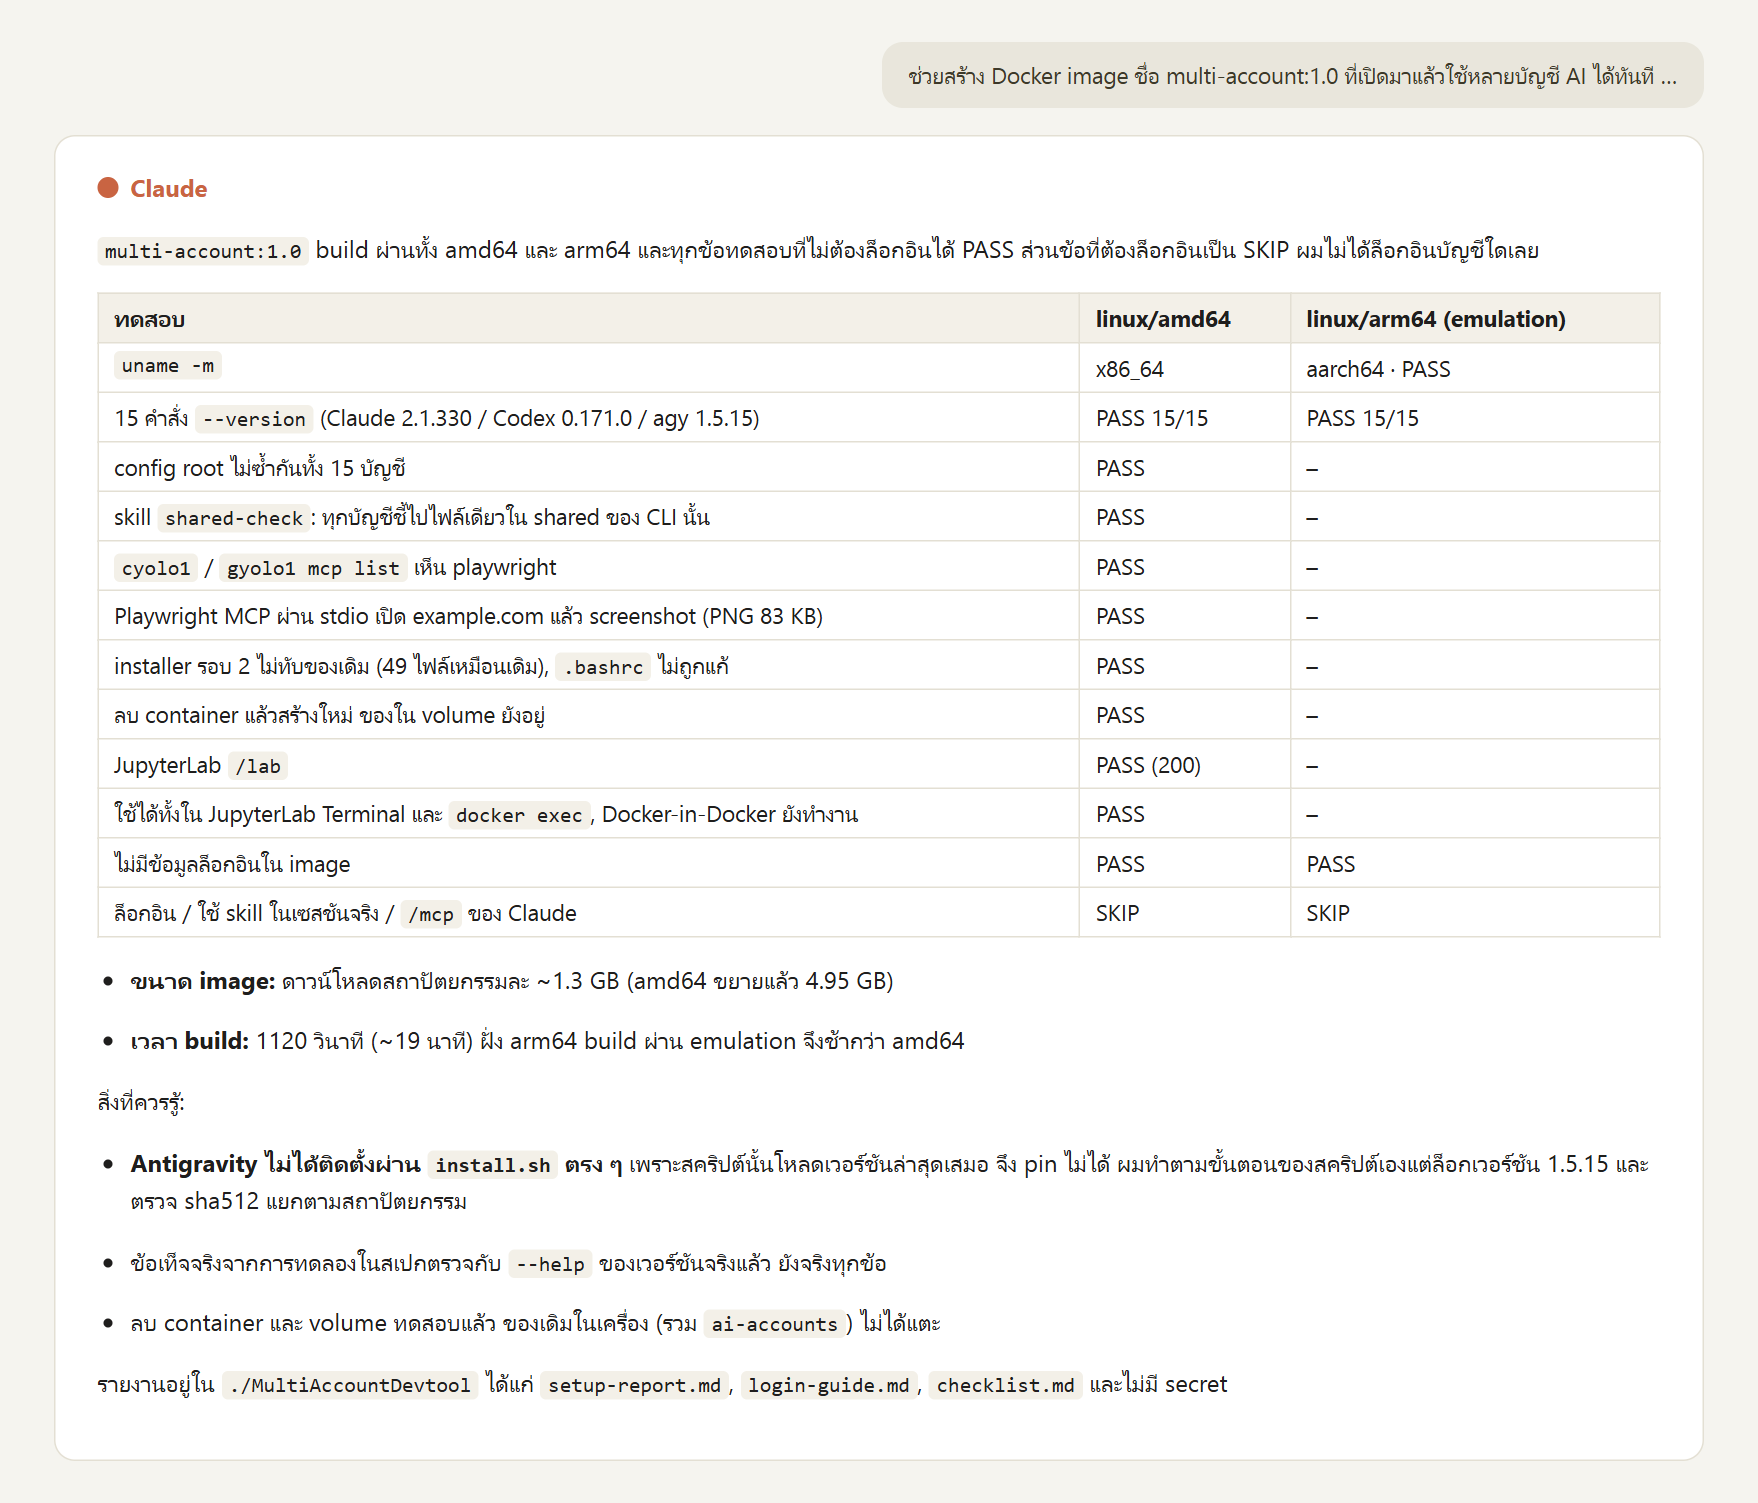 ช่วยสร้าง Docker image ชื่อ multi-account:1.0 ที่เปิดมาแล้วใช้หลายบัญชี AI ได้ทันที ...
Claude
multi-account:1.0 build ผ่านทั้ง amd64 และ arm64 และทุกข้อทดสอบที่ไม่ต้องล็อกอินได้ PASS ส่วนข้อที่ต้องล็อกอินเป็น SKIP ผมไม่ได้ล็อกอินบัญชีใดเลย
ทดสอบ linux/amd64 linux/arm64 (emulation)
uname -m x86_64 aarch64 · PASS
15 คำสั่ง --version (Claude 2.1.330 / Codex 0.171.0 / agy 1.5.15) PASS 15/15 PASS 15/15
config root ไม่ซ้ำกันทั้ง 15 บัญชี PASS –
skill shared-check: ทุกบัญชีชี้ไปไฟล์เดียวใน shared ของ CLI นั้น PASS –
cyolo1 / gyolo1 mcp list เห็น playwright PASS –
Playwright MCP ผ่าน stdio เปิด example.com แล้ว screenshot (PNG 83 KB) PASS –
installer รอบ 2 ไม่ทับของเดิม (49 ไฟล์เหมือนเดิม), .bashrc ไม่ถูกแก้ PASS –
ลบ container แล้วสร้างใหม่ ของใน volume ยังอยู่ PASS –
JupyterLab /lab PASS (200) –
ใช้ได้ทั้งใน JupyterLab Terminal และ docker exec, Docker-in-Docker ยังทำงาน PASS –
ไม่มีข้อมูลล็อกอินใน image PASS PASS
ล็อกอิน / ใช้ skill ในเซสชันจริง / /mcp ของ Claude SKIP SKIP
• ขนาด image: ดาวน์โหลดสถาปัตยกรรมละ ~1.3 GB (amd64 ขยายแล้ว 4.95 GB)
• เวลา build: 1120 วินาที (~19 นาที) ฝั่ง arm64 build ผ่าน emulation จึงช้ากว่า amd64
สิ่งที่ควรรู้:
• Antigravity ไม่ได้ติดตั้งผ่าน install.sh ตรง ๆ เพราะสคริปต์นั้นโหลดเวอร์ชันล่าสุดเสมอ จึง pin ไม่ได้ ผมทำตามขั้นตอนของสคริปต์เองแต่ล็อกเวอร์ชัน 1.5.15 และ
ตรวจ sha512 แยกตามสถาปัตยกรรม
• ข้อเท็จจริงจากการทดลองในสเปกตรวจกับ --help ของเวอร์ชันจริงแล้ว ยังจริงทุกข้อ
• ลบ container และ volume ทดสอบแล้ว ของเดิมในเครื่อง (รวม ai-accounts) ไม่ได้แตะ
รายงานอยู่ใน ./MultiAccountDevtool ได้แก่ setup-report.md, login-guide.md, checklist.md และไม่มี secret